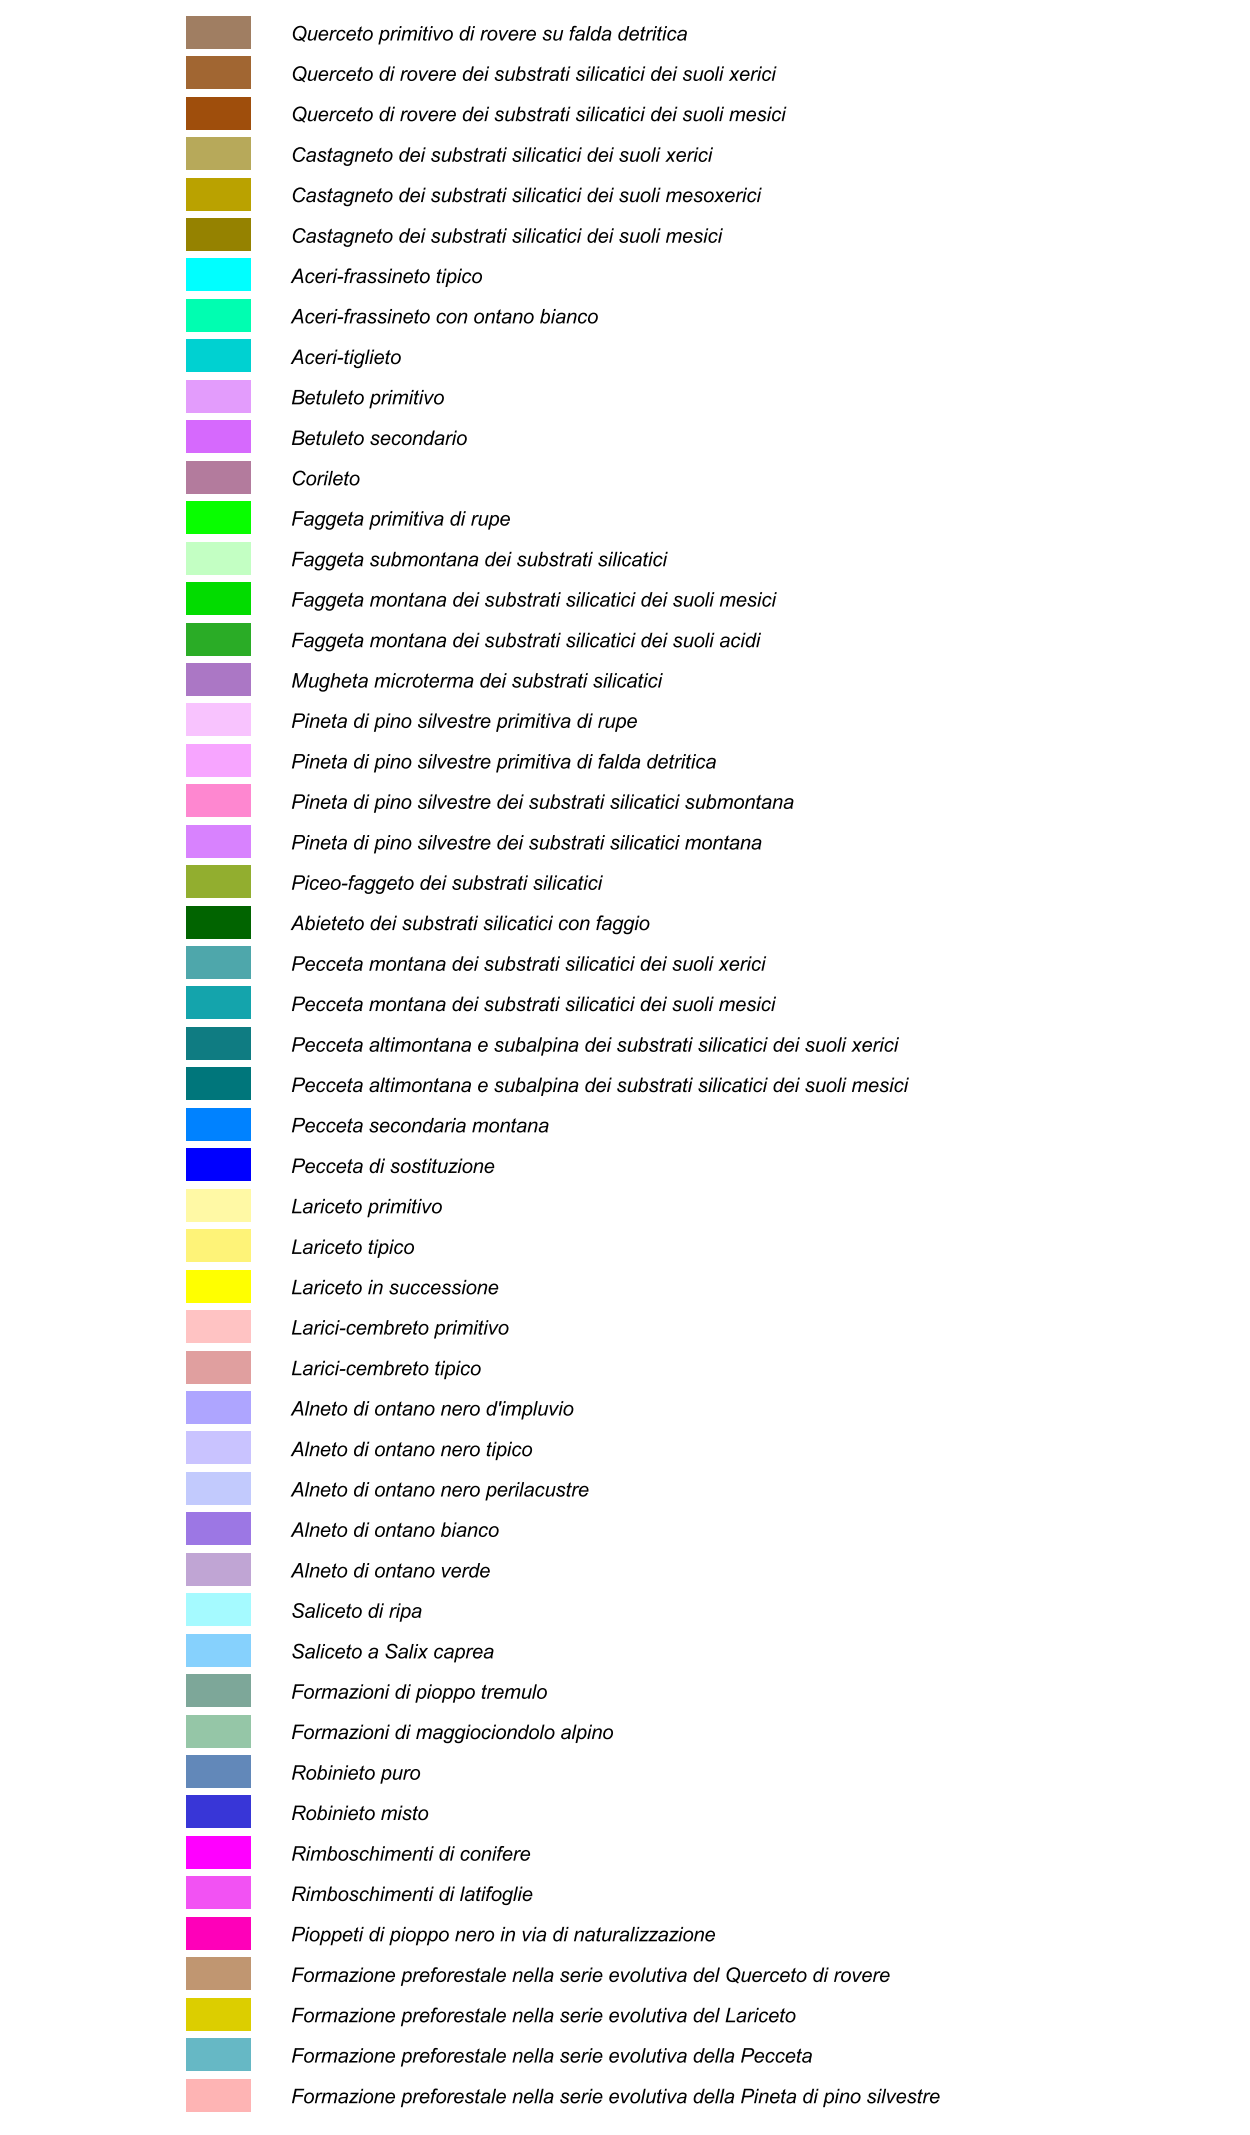 Querceto primitivo di rovere su falda detritica
Querceto di rovere dei substrati silicatici dei suoli xerici
Querceto di rovere dei substrati silicatici dei suoli mesici
Castagneto dei substrati silicatici dei suoli xerici
Castagneto dei substrati silicatici dei suoli mesoxerici
Castagneto dei substrati silicatici dei suoli mesici
Aceri-frassineto tipico
Aceri-frassineto con ontano bianco
Aceri-tiglieto
Betuleto primitivo
Betuleto secondario
Corileto
Faggeta primitiva di rupe
Faggeta submontana dei substrati silicatici
Faggeta montana dei substrati silicatici dei suoli mesici
Faggeta montana dei substrati silicatici dei suoli acidi
Mugheta microterma dei substrati silicatici
Pineta di pino silvestre primitiva di rupe
Pineta di pino silvestre primitiva di falda detritica
Pineta di pino silvestre dei substrati silicatici submontana
Pineta di pino silvestre dei substrati silicatici montana
Piceo-faggeto dei substrati silicatici
Abieteto dei substrati silicatici con faggio
Pecceta montana dei substrati silicatici dei suoli xerici
Pecceta montana dei substrati silicatici dei suoli mesici
Pecceta altimontana e subalpina dei substrati silicatici dei suoli xerici
Pecceta altimontana e subalpina dei substrati silicatici dei suoli mesici
Pecceta secondaria montana
Pecceta di sostituzione
Lariceto primitivo
Lariceto tipico
Lariceto in successione
Larici-cembreto primitivo
Larici-cembreto tipico
Alneto di ontano nero d'impluvio
Alneto di ontano nero tipico
Alneto di ontano nero perilacustre
Alneto di ontano bianco
Alneto di ontano verde
Saliceto di ripa
Saliceto a Salix caprea
Formazioni di pioppo tremulo
Formazioni di maggiociondolo alpino
Robinieto puro
Robinieto misto
Rimboschimenti di conifere
Rimboschimenti di latifoglie
Pioppeti di pioppo nero in via di naturalizzazione
Formazione preforestale nella serie evolutiva del Querceto di rovere
Formazione preforestale nella serie evolutiva del Lariceto
Formazione preforestale nella serie evolutiva della Pecceta
Formazione preforestale nella serie evolutiva della Pineta di pino silvestre